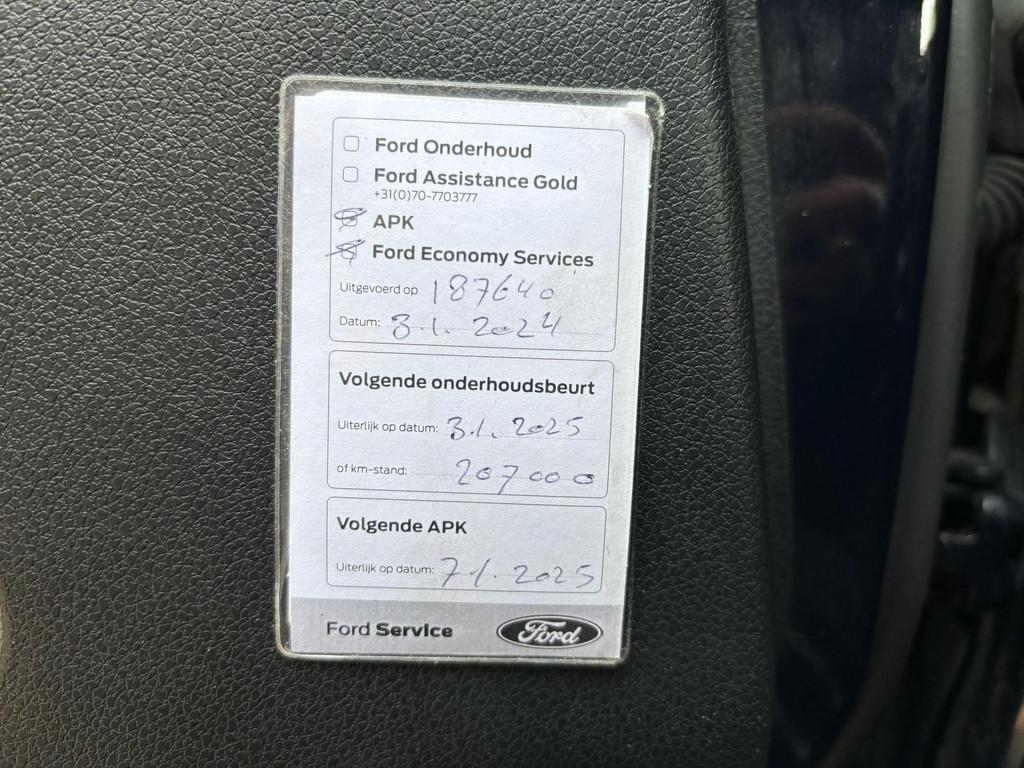 Ford Onderhoud
Ford Assistance Gold
+31(0)70-7703777
APK
Ford Economy Services
Uitgevoerd op 187640
Datum: 3.1.2024
Volgende onderhoudsbeurt
Uiterlijk op datum: 3.1.2025
of km-stand: 207000
Volgende APK
Uiterlijk op datum: 7.1.2025
Ford Service Ford